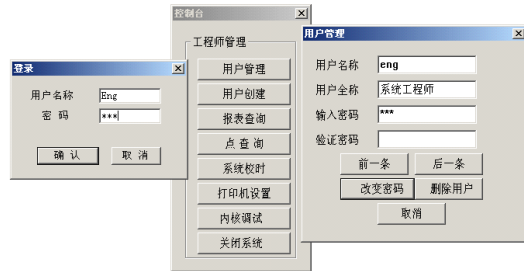 登录
用户名称 Eng
密 码 ***
确 认 取 消
控制台
工程师管理
用户管理
用户创建
报表查询
点 查 询
系统校时
打印机设置
内核调试
关闭系统
用户管理
用户名称 eng
用户全称 系统工程师
输入密码 ***
验证密码
前一条 后一条
改变密码 删除用户
取消